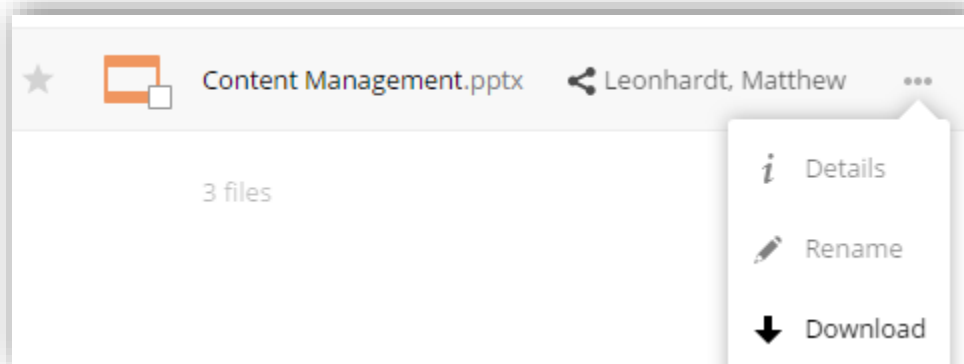 Content Management.pptx Leonhardt, Matthew ...
Details
3 files
Rename
Download